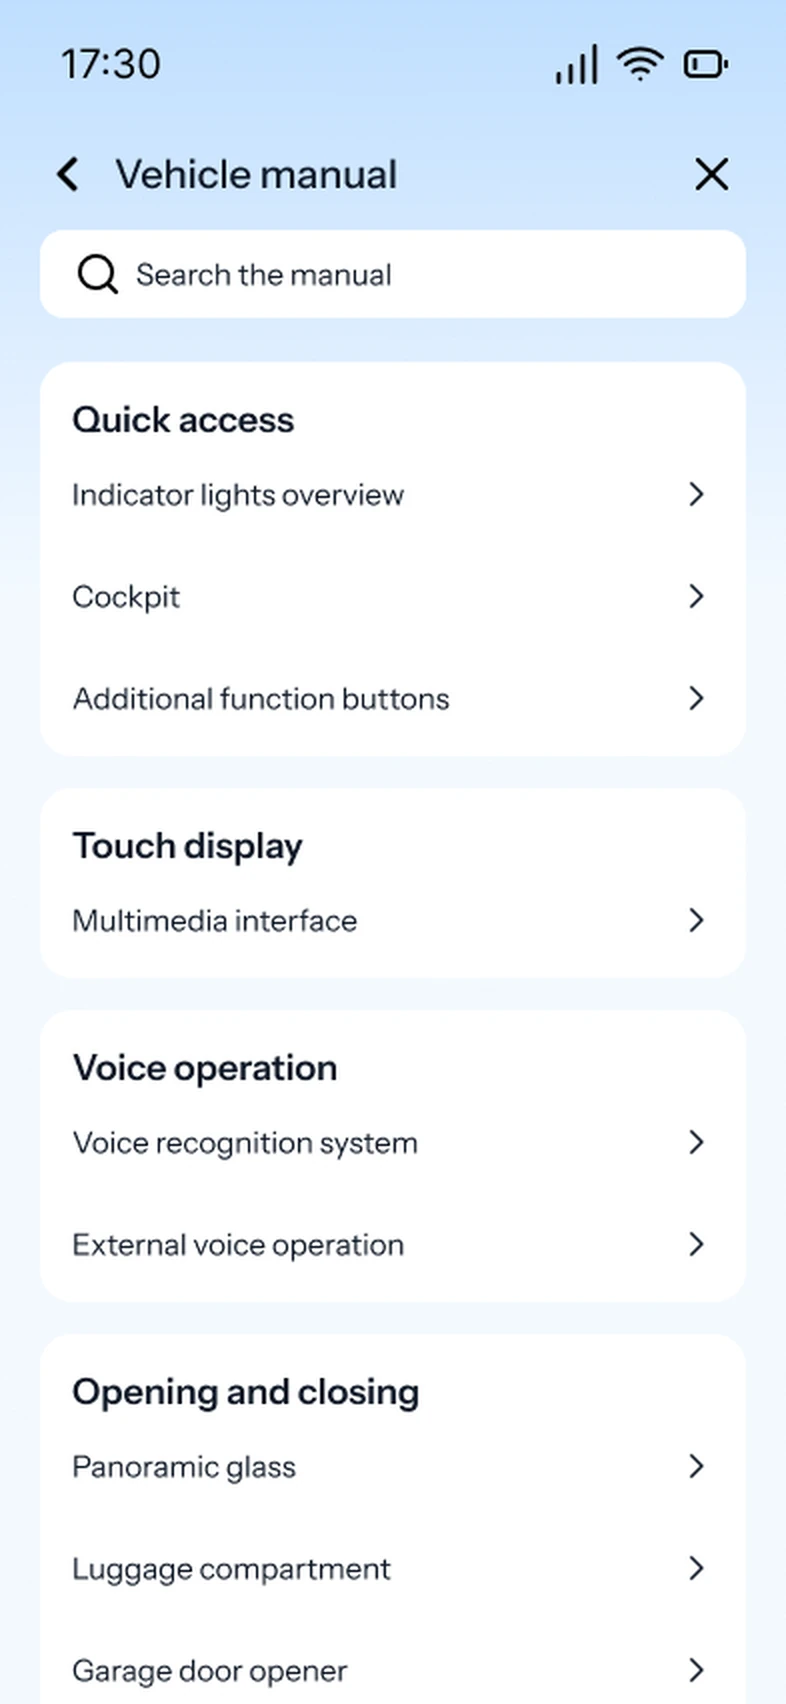 17:30
Vehicle manual
Search the manual
Quick access
Indicator lights overview
Cockpit
Additional function buttons
Touch display
Multimedia interface
Voice operation
Voice recognition system
External voice operation
Opening and closing
Panoramic glass
Luggage compartment
Garage door opener